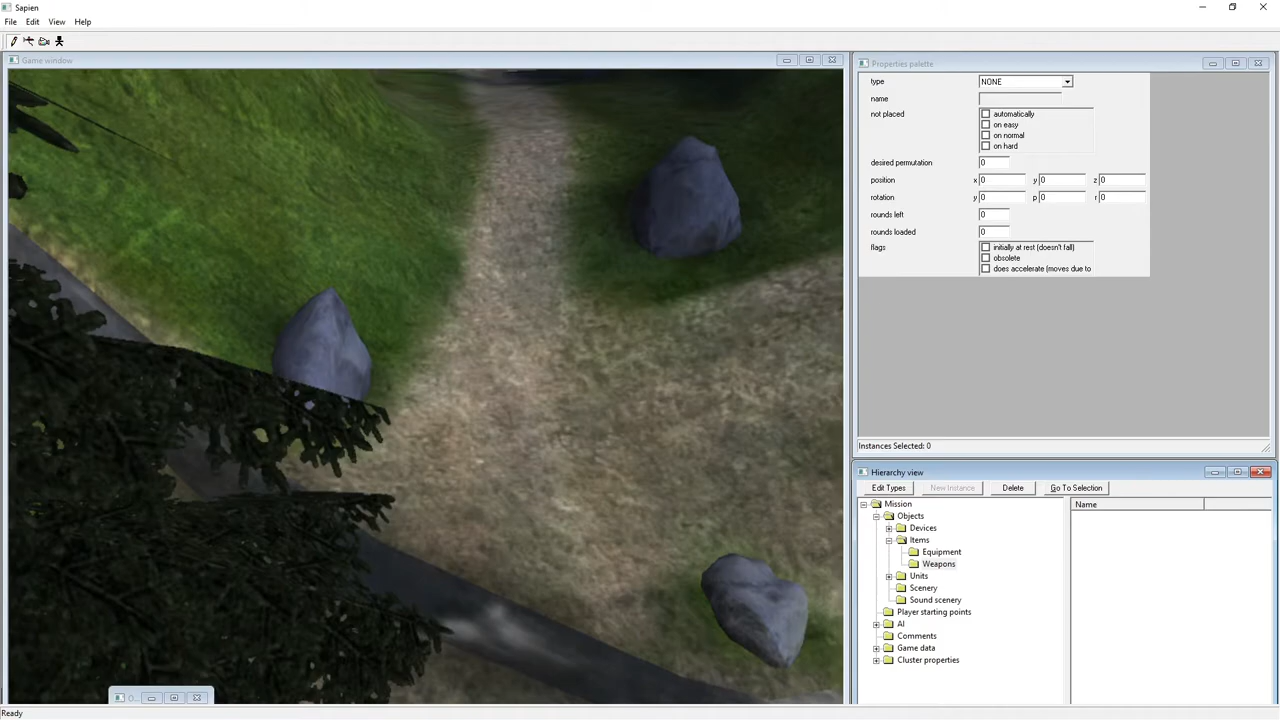 Sapien
File Edit View Help
Game window
Properties palette
type NONE
name
not placed automatically
on easy
on normal
on hard
desired permutation 0
position x 0 y 0 z 0
rotation y 0 p 0 r 0
rounds left 0
rounds loaded 0
flags initially at rest (doesn't fall)
obsolete
does accelerate (moves due to
Instances Selected: 0
Hierarchy view
Edit Types New Instance Delete Go To Selection
Mission
Name
Objects
Devices
Items
Equipment
Weapons
Units
Scenery
Sound scenery
Player starting points
AI
Comments
Game data
Cluster properties
O...
Ready